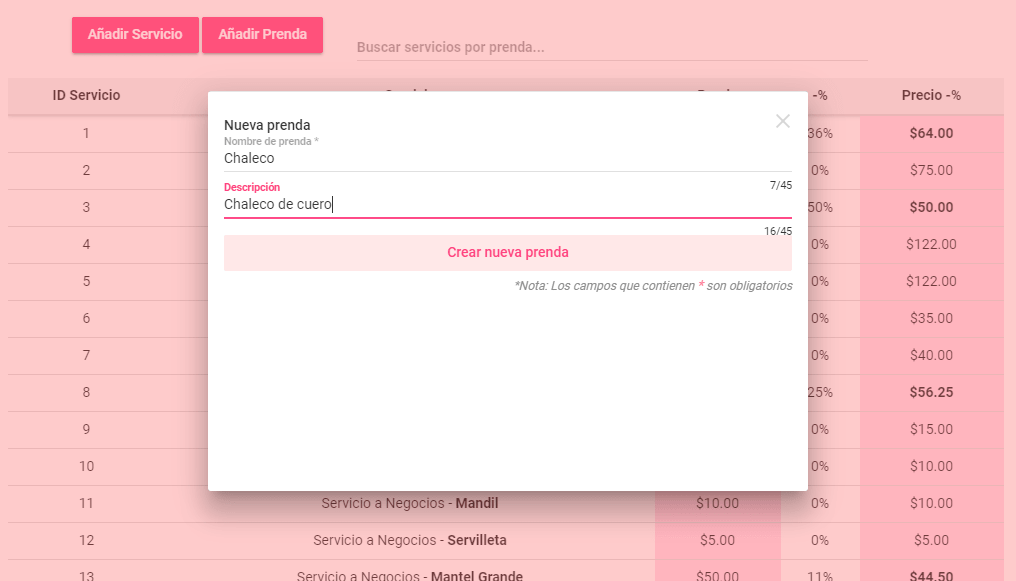 Añadir Servicio Añadir Prenda Buscar servicios por prenda...
ID Servicio -% Precio -%
Nueva prenda
Nombre de prenda *
Chaleco
7/45
Descripción
Chaleco de cuero
16/45
Crear nueva prenda
*Nota: Los campos que contienen * son obligatorios
1 36% $64.00
2 0% $75.00
3 50% $50.00
4 0% $122.00
5 0% $122.00
6 0% $35.00
7 0% $40.00
8 25% $56.25
9 0% $15.00
10 0% $10.00
11 Servicio a Negocios - Mandil $10.00 0% $10.00
12 Servicio a Negocios - Servilleta $5.00 0% $5.00
13 Servicio a Negocios - Mantel Grande $50.00 11% $44.50